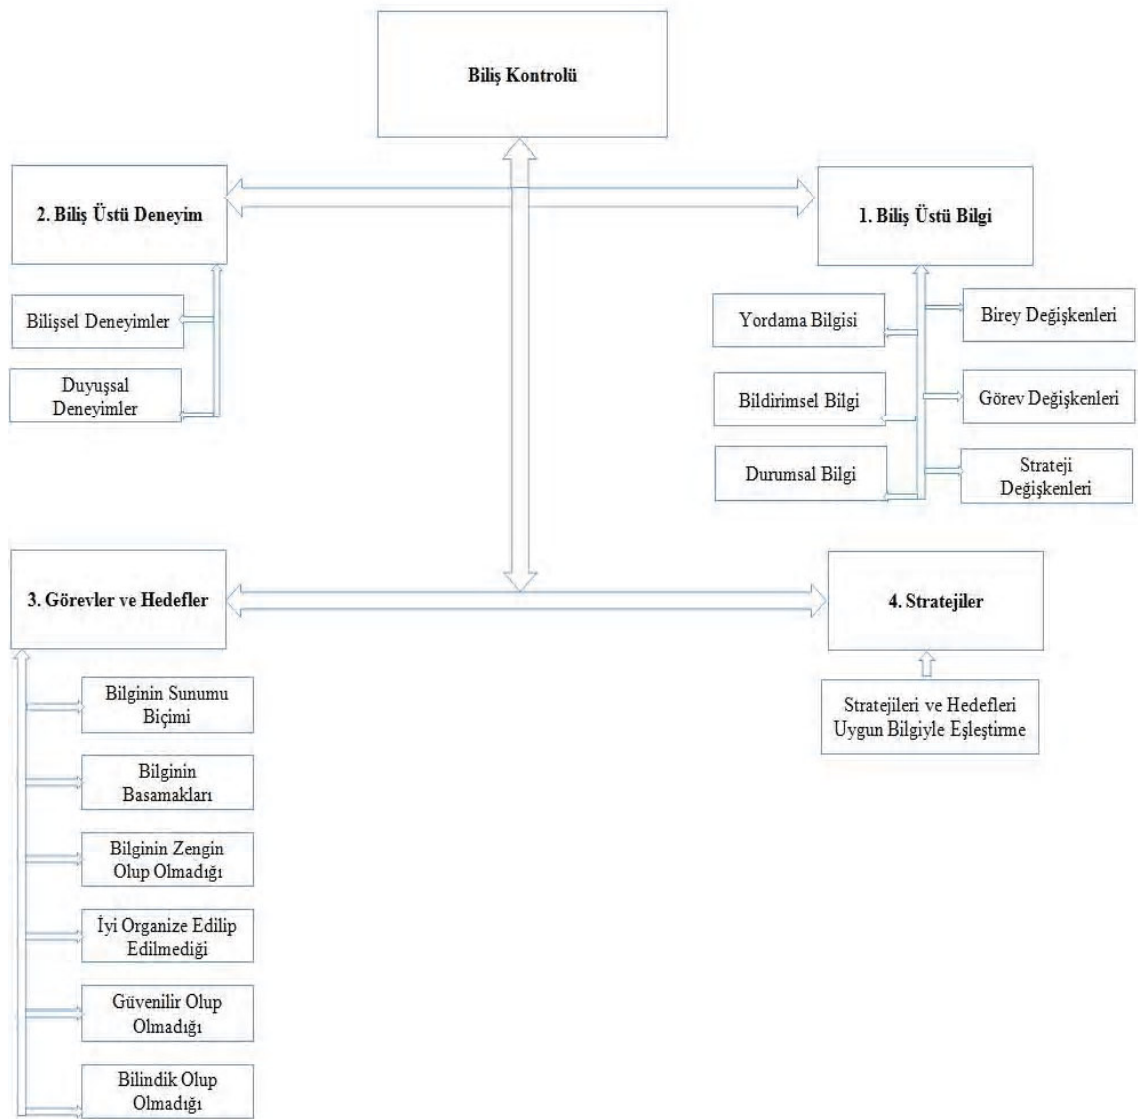 Biliş Kontrolü
2. Biliş Üstü Deneyim
1. Biliş Üstü Bilgi
Bilişsel Deneyimler
Duyuşsal
Deneyimler
Yordama Bilgisi
Bildirimsel Bilgi
Durumsal Bilgi
Birey Değişkenleri
Görev Değişkenleri
Strateji
Değişkenleri
3. Görevler ve Hedefler
4. Stratejiler
Bilginin Sunumu
Biçimi
Bilginin
Basamakları
Bilginin Zengin
Olup Olmadığı
İyi Organize Edilip
Edilmediği
Güvenilir Olup
Olmadığı
Bilindik Olup
Olmadığı
Stratejileri ve Hedefleri
Uygun Bilgiyle Eşleştirme